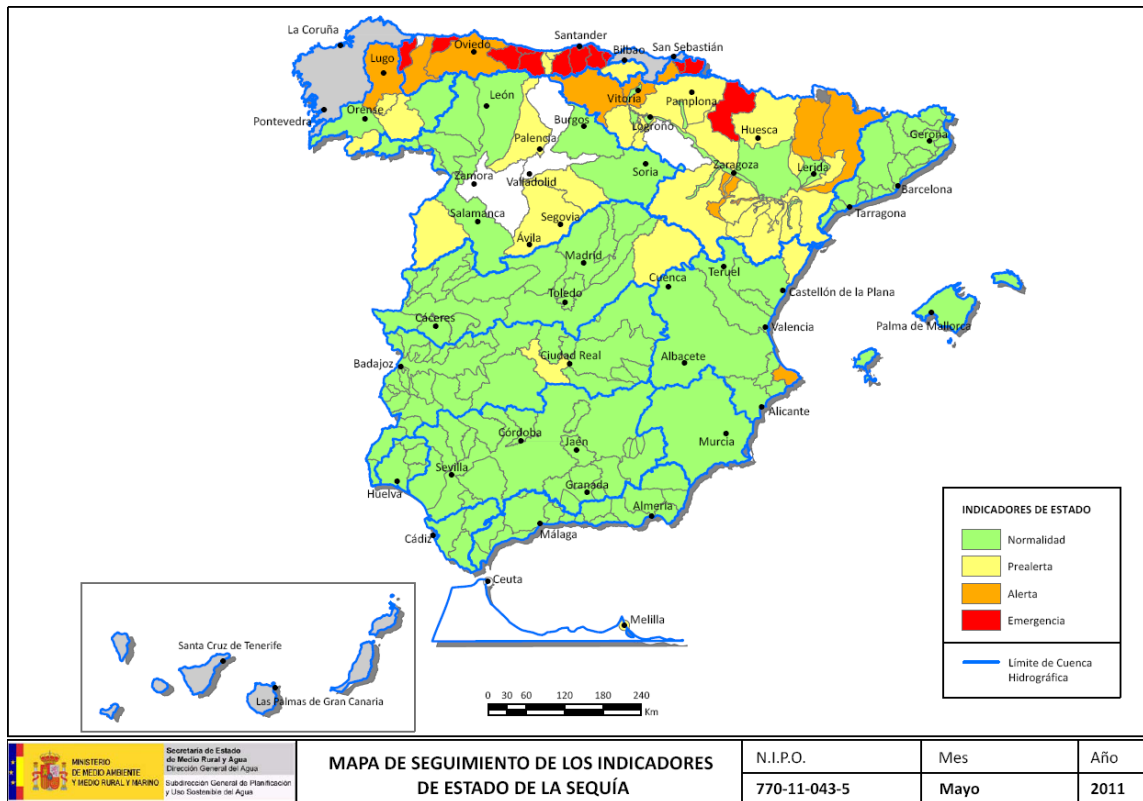 La Coruña
Lugo
Oviedo
Santander
Bilbao
San Sebastián
Pontevedra
Orense
León
Burgos
Vitoria
Pamplona
Logroño
Huesca
Gerona
Palencia
Zamora
Valladolid
Soria
Zaragoza
Lerida
Barcelona
Tarragona
Salamanca
Segovia
Ávila
Madrid
Cuenca
Teruel
Castellón de la Plana
Toledo
Cáceres
Valencia
Palma de Mallorca
Badajoz
Ciudad Real
Albacete
Alicante
Córdoba
Jaén
Murcia
Sevilla
Huelva
Granada
Almería
Cádiz
Málaga
Ceuta
Melilla
Santa Cruz de Tenerife
Las Palmas de Gran Canaria
0 30 60 120 180 240
Km
INDICADORES DE ESTADO
Normalidad
Prealerta
Alerta
Emergencia
Límite de Cuenca
Hidrográfica
MINISTERIO
DE MEDIO AMBIENTE
Y MEDIO RURAL Y MARINO
Secretaría de Estado
de Medio Rural y Agua
Dirección General del Agua
Subdirección General de Planificación
y Uso Sostenible del Agua
MAPA DE SEGUIMIENTO DE LOS INDICADORES
DE ESTADO DE LA SEQUÍA
N.I.P.O.
770-11-043-5
Mes
Mayo
Año
2011